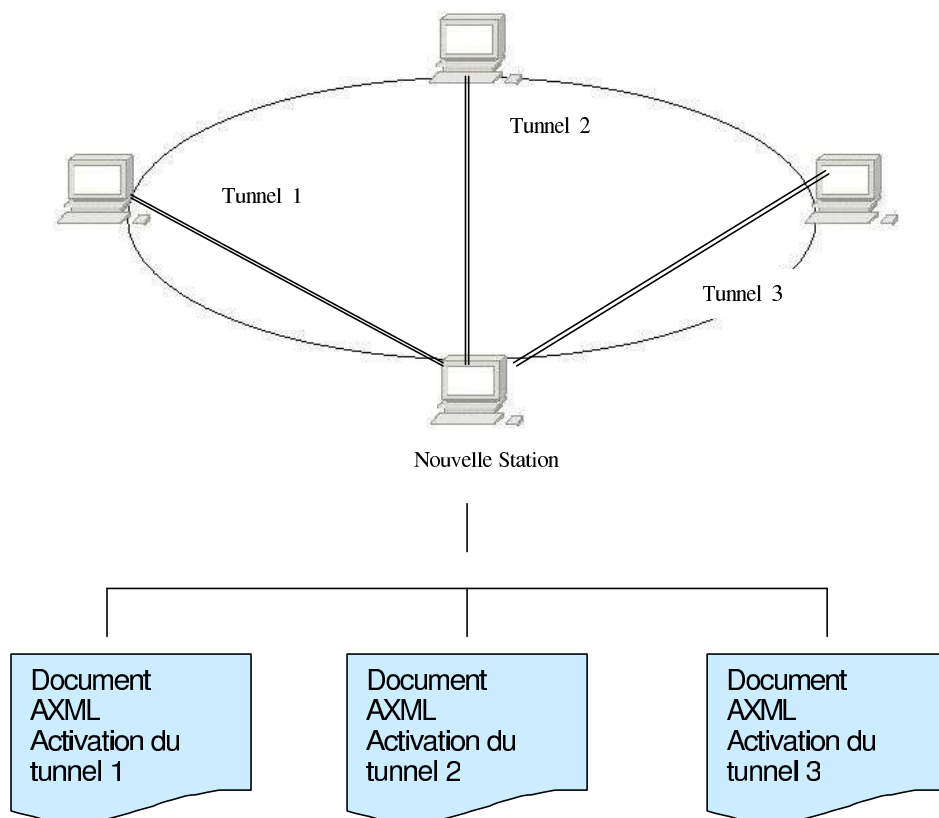 Tunnel 2
Tunnel 1
Tunnel 3
Nouvelle Station
Document
AXML
Activation du
tunnel 1
Document
AXML
Activation du
tunnel 2
Document
AXML
Activation du
tunnel 3